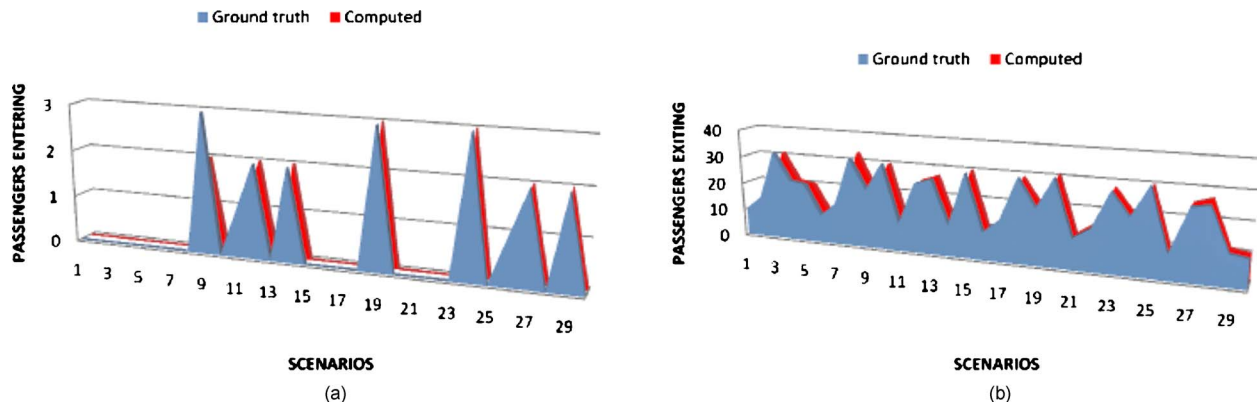 Ground truth Computed
PASSENGERS ENTERING
3
2
1
0
1 3 5 7 9 11 13 15 17 19 21 23 25 27 29
SCENARIOS
(a)
Ground truth Computed
PASSENGERS EXITING
40
30
20
10
0
1 3 5 7 9 11 13 15 17 19 21 23 25 27 29
SCENARIOS
(b)